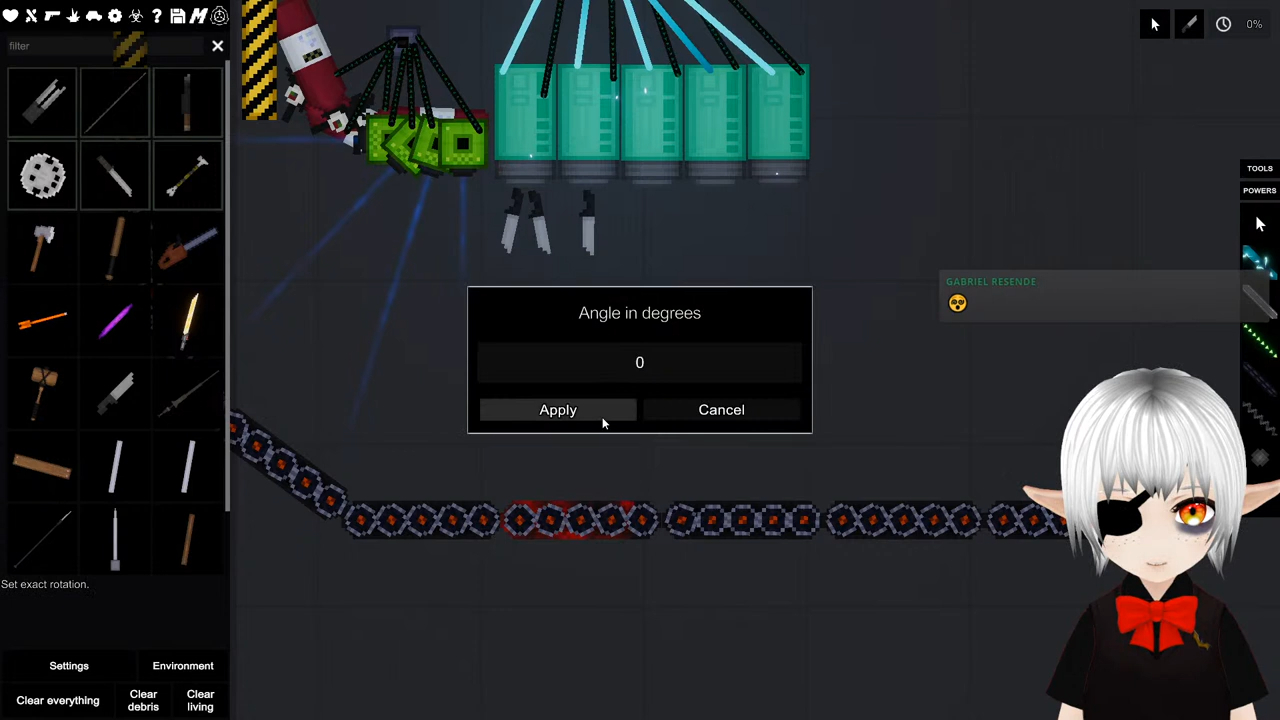 filter
0%
TOOLS
POWERS
GABRIEL RESENDE
Angle in degrees
0
Apply
Cancel
Set exact rotation.
Settings
Environment
Clear everything
Clear
debris
Clear
living